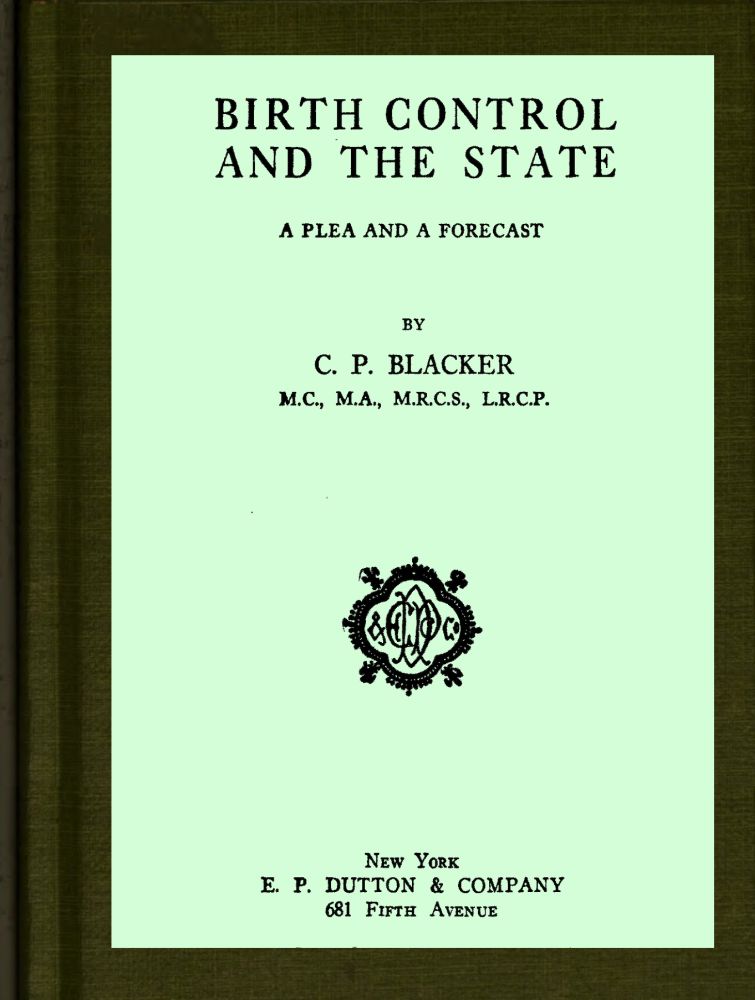 BIRTH CONTROL
AND THE STATE
A PLEA AND A FORECAST
BY
C. P. BLACKER
M.C., M.A., M.R.C.S., L.R.C.P.
New York
E. P. DUTTON & COMPANY
681 Fifth Avenue